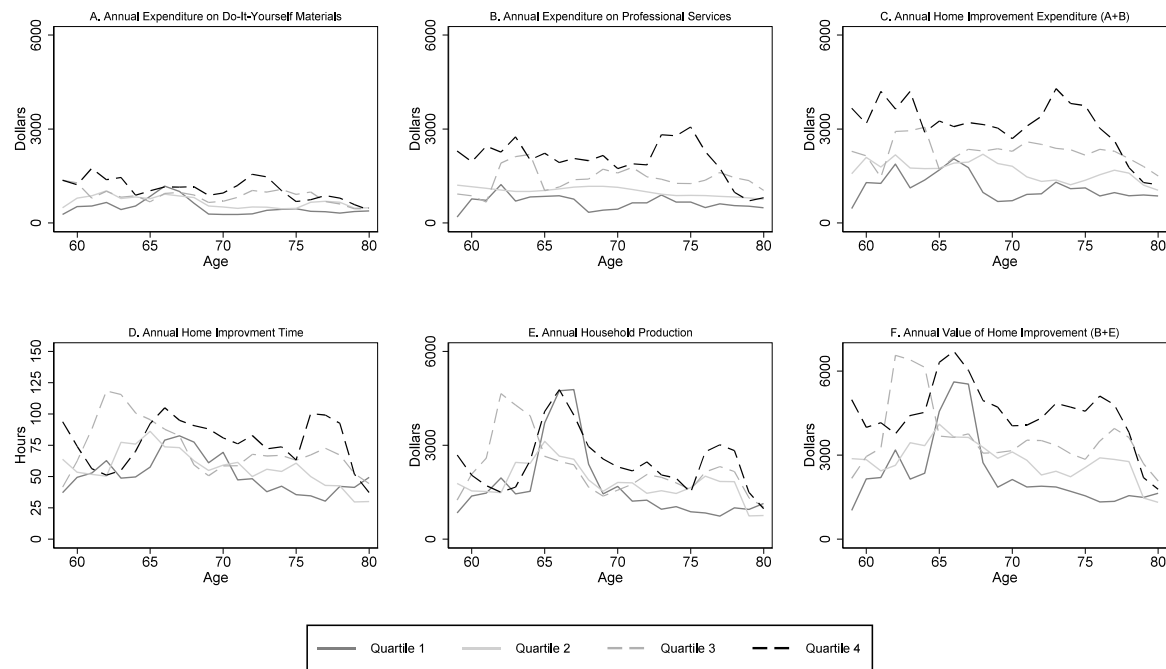 A. Annual Expenditure on Do-It-Yourself Materials
6000
3000
0
Dollars
60 65 70 75 80
Age
B. Annual Expenditure on Professional Services
6000
3000
0
Dollars
60 65 70 75 80
Age
C. Annual Home Improvement Expenditure (A+B)
6000
3000
0
Dollars
60 65 70 75 80
Age
D. Annual Home Improvment Time
150
125
100
75
50
25
0
Hours
60 65 70 75 80
Age
E. Annual Household Production
6000
3000
0
Dollars
60 65 70 75 80
Age
F. Annual Value of Home Improvement (B+E)
6000
3000
0
Dollars
60 65 70 75 80
Age
Quartile 1 Quartile 2 Quartile 3 Quartile 4